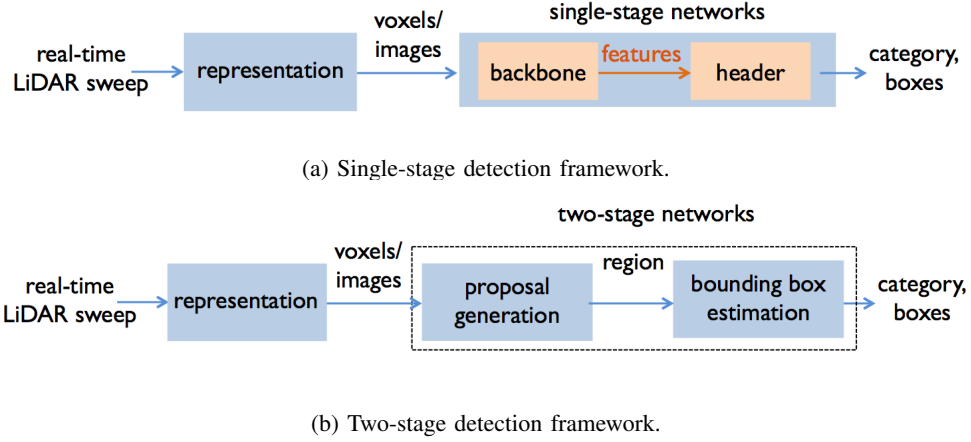 single-stage networks
real-time
LiDAR sweep
representation
voxels/
images
backbone
features
header
category,
boxes
(a) Single-stage detection framework.
two-stage networks
real-time
LiDAR sweep
representation
voxels/
images
proposal
generation
region
bounding box
estimation
category,
boxes
(b) Two-stage detection framework.